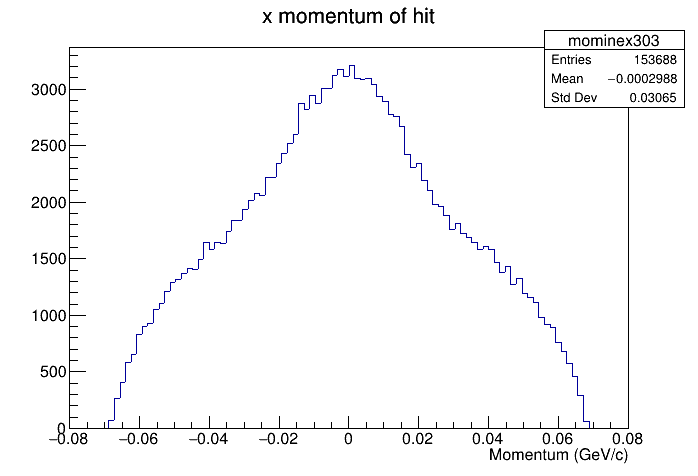 x momentum of hit
mominex303
Entries 153688
Mean −0.0002988
Std Dev 0.03065
3000
2500
2000
1500
1000
500
0
−0.08 −0.06 −0.04 −0.02 0 0.02 0.04 0.06 0.08
Momentum (GeV/c)